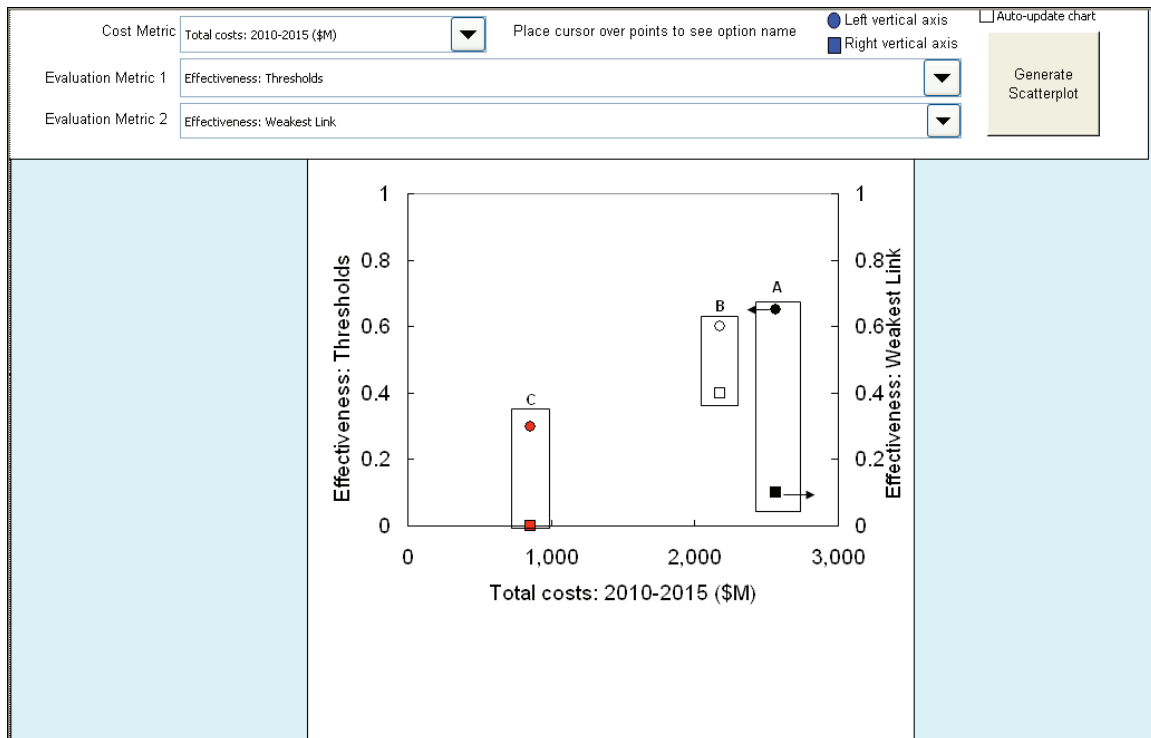 Cost Metric
Total costs: 2010-2015 ($M)
Place cursor over points to see option name
Left vertical axis
Right vertical axis
Auto-update chart
Generate
Scatterplot
Evaluation Metric 1
Effectiveness: Thresholds
Evaluation Metric 2
Effectiveness: Weakest Link
Effectiveness: Thresholds
1
0.8
0.6
0.4
0.2
0
C
B
A
1
0.8
0.6
0.4
0.2
0
Effectiveness: Weakest Link
0
1,000
2,000
3,000
Total costs: 2010-2015 ($M)